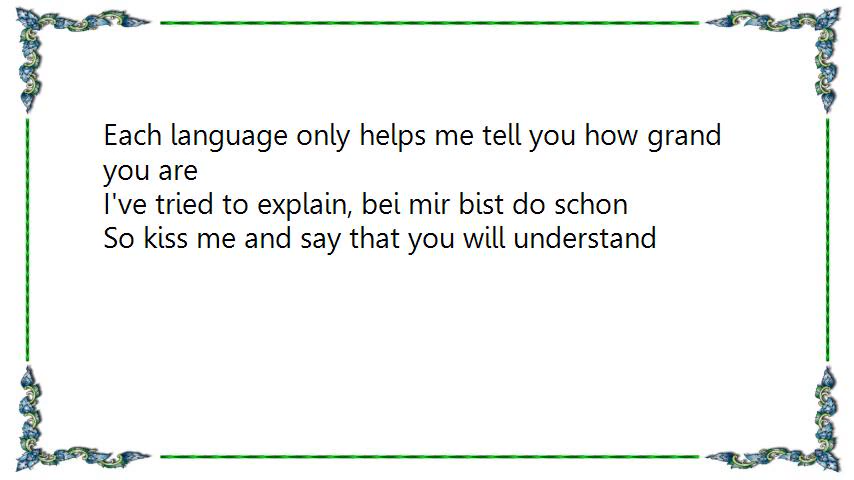 Each language only helps me tell you how grand
you are
I've tried to explain, bei mir bist do schon
So kiss me and say that you will understand